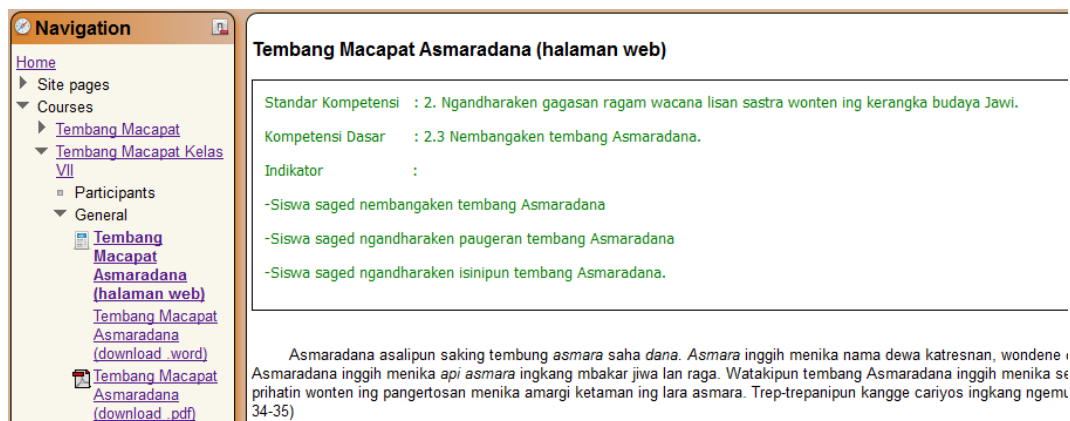 Navigation
Home
Site pages
Courses
Tembang Macapat
Tembang Macapat Kelas
VII
Participants
General
Tembang
Macapat
Asmaradana
(halaman web)
Tembang Macapat
Asmaradana
(download .word)
Tembang Macapat
Asmaradana
(download .pdf)
Tembang Macapat Asmaradana (halaman web)
Standar Kompetensi : 2. Ngandharaken gagasan ragam wacana lisan sastra wonten ing kerangka budaya Jawi.
Kompetensi Dasar : 2.3 Nembangaken tembang Asmaradana.
Indikator :
-Siswa saged nembangaken tembang Asmaradana
-Siswa saged ngandharaken paugeran tembang Asmaradana
-Siswa saged ngandharaken isinipun tembang Asmaradana.
Asmaradana asalipun saking tembung asmara saha dana. Asmara inggih menika nama dewa katresnan, wondene
Asmaradana inggih menika api asmara ingkang mbakar jiwa lan raga. Watakipun tembang Asmaradana inggih menika
prihatin wonten ing pangertosan menika amargi ketaman ing lara asmara. Trep-trepanipun kangge cariyos ingkang
34-35)